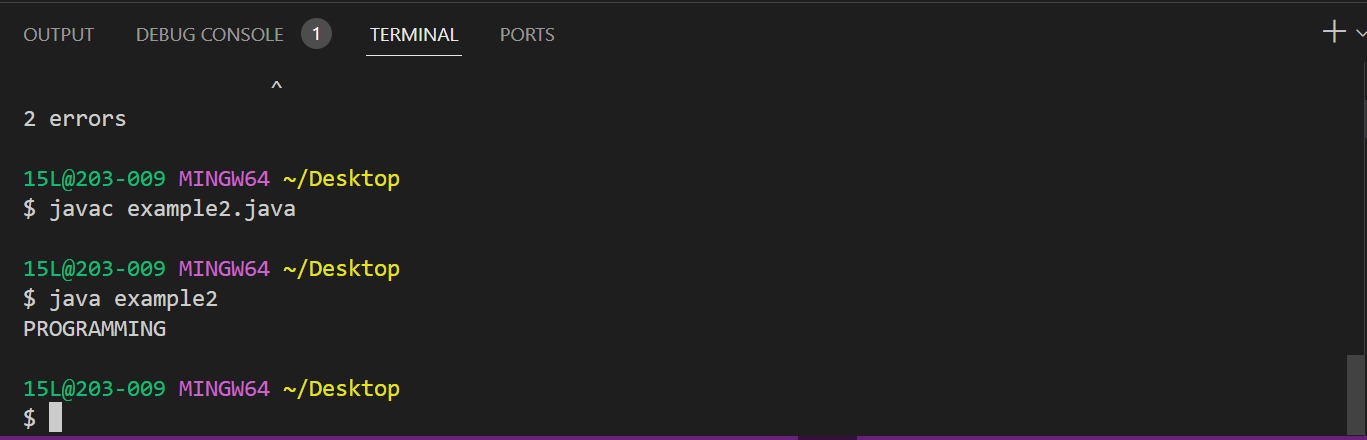 OUTPUT DEBUG CONSOLE 1 TERMINAL PORTS
^
2 errors
15L@203-009 MINGW64 ~/Desktop
$ javac example2.java
15L@203-009 MINGW64 ~/Desktop
$ java example2
PROGRAMMING
15L@203-009 MINGW64 ~/Desktop
$